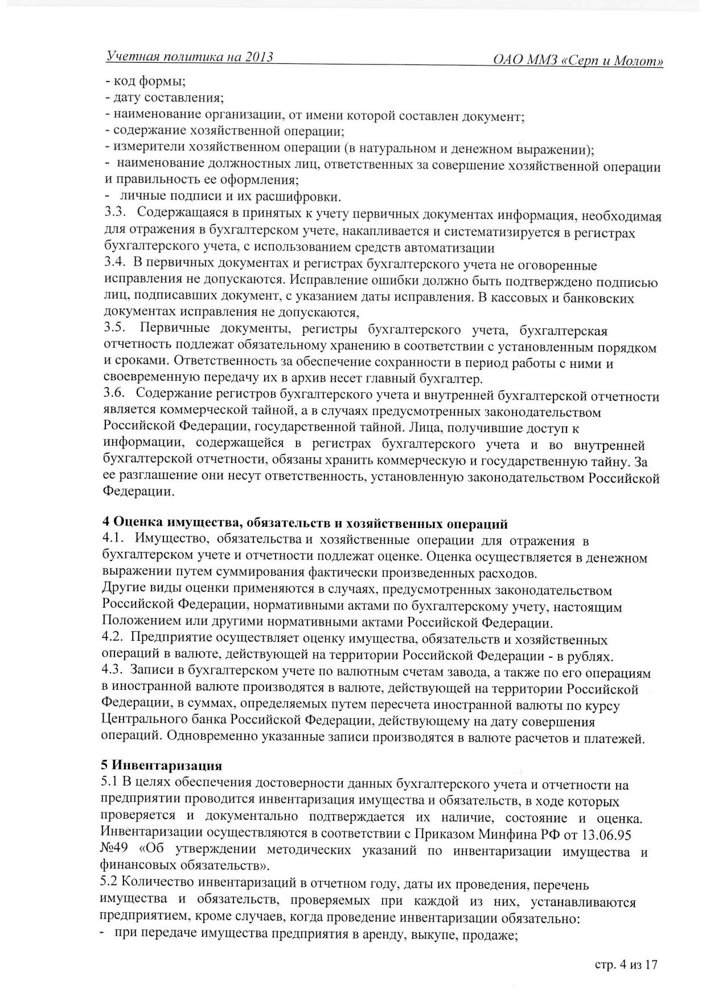 Учетная политика на 2013 ОАО ММЗ «Серп и Молот»
- код формы;
- дату составления;
- наименование организации, от имени которой составлен документ;
- содержание хозяйственной операции;
- измерители хозяйственном операции (в натуральном и денежном выражении);
- наименование должностных лиц, ответственных за совершение хозяйственной операции
и правильность ее оформления;
- личные подписи и их расшифровки.
3.3. Содержащаяся в принятых к учету первичных документах информация, необходимая
для отражения в бухгалтерском учете, накапливается и систематизируется в регистрах
бухгалтерского учета, с использованием средств автоматизации
3.4. В первичных документах и регистрах бухгалтерского учета не оговоренные
исправления не допускаются. Исправление ошибки должно быть подтверждено подписью
лиц, подписавших документ, с указанием даты исправления. В кассовых и банковских
документах исправления не допускаются,
3.5. Первичные документы, регистры бухгалтерского учета, бухгалтерская
отчетность подлежат обязательному хранению в соответствии с установленным порядком
и сроками. Ответственность за обеспечение сохранности в период работы с ними и
своевременную передачу их в архив несет главный бухгалтер.
3.6. Содержание регистров бухгалтерского учета и внутренней бухгалтерской отчетности
является коммерческой тайной, а в случаях предусмотренных законодательством
Российской Федерации, государственной тайной. Лица, получившие доступ к
информации, содержащейся в регистрах бухгалтерского учета и во внутренней
бухгалтерской отчетности, обязаны хранить коммерческую и государственную тайну. За
ее разглашение они несут ответственность, установленную законодательством Российской
Федерации.
4 Оценка имущества, обязательств и хозяйственных операций
4.1. Имущество, обязательства и хозяйственные операции для отражения в
бухгалтерском учете и отчетности подлежат оценке. Оценка осуществляется в денежном
выражении путем суммирования фактически произведенных расходов.
Другие виды оценки применяются в случаях, предусмотренных законодательством
Российской Федерации, нормативными актами по бухгалтерскому учету, настоящим
Положением или другими нормативными актами Российской Федерации.
4.2. Предприятие осуществляет оценку имущества, обязательств и хозяйственных
операций в валюте, действующей на территории Российской Федерации - в рублях.
4.3. Записи в бухгалтерском учете по валютным счетам завода, а также по его операциям
в иностранной валюте производятся в валюте, действующей на территории Российской
Федерации, в суммах, определяемых путем пересчета иностранной валюты по курсу
Центрального банка Российской Федерации, действующему на дату совершения
операций. Одновременно указанные записи производятся в валюте расчетов и платежей.
5 Инвентаризация
5.1 В целях обеспечения достоверности данных бухгалтерского учета и отчетности на
предприятии проводится инвентаризация имущества и обязательств, в ходе которых
проверяется и документально подтверждается их наличие, состояние и оценка.
Инвентаризации осуществляются в соответствии с Приказом Минфина РФ от 13.06.95
№49 «Об утверждении методических указаний по инвентаризации имущества и
финансовых обязательств».
5.2 Количество инвентаризаций в отчетном году, даты их проведения, перечень
имущества и обязательств, проверяемых при каждой из них, устанавливаются
предприятием, кроме случаев, когда проведение инвентаризации обязательно:
- при передаче имущества предприятия в аренду, выкупе, продаже;
стр. 4 из 17